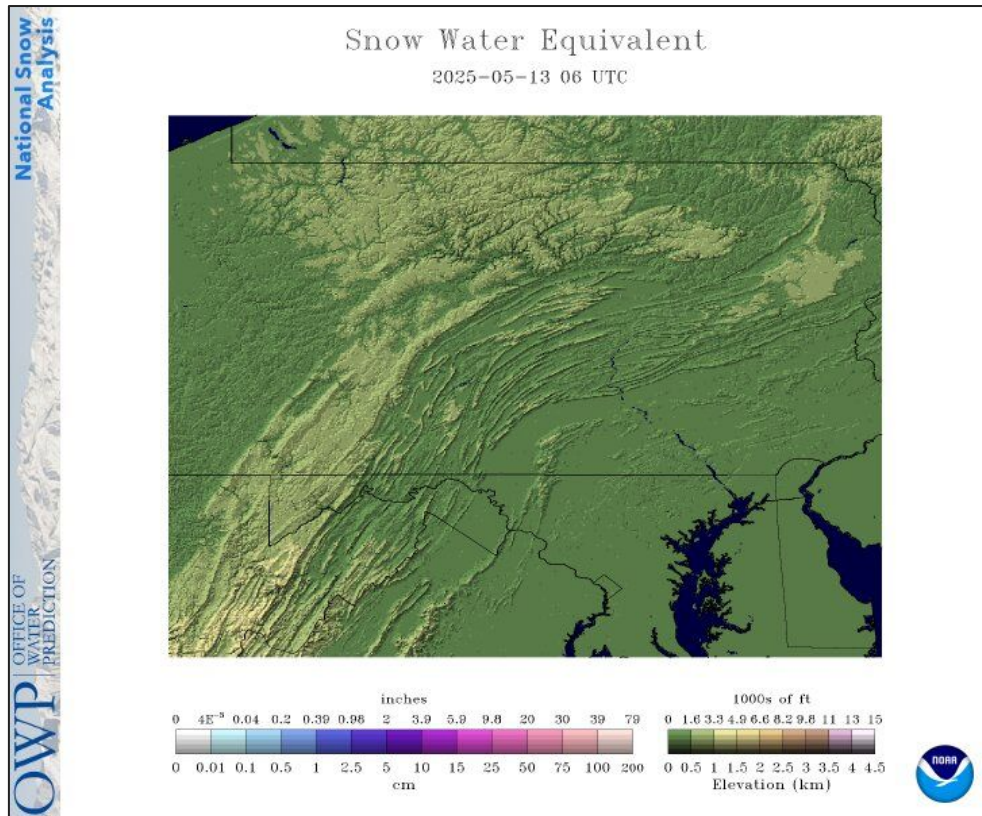 National Snow
Analysis
OWP
OFFICE OF
WATER
PREDICTION
Snow Water Equivalent
2025-05-13 06 UTC
inches
0 4E⁻³ 0.04 0.2 0.39 0.98 2 3.9 5.9 9.8 20 30 39 79
0 0.01 0.1 0.5 1 2.5 5 10 15 25 50 75 100 200
cm
1000s of ft
0 1.6 3.3 4.9 6.6 8.2 9.8 11 13 15
0 0.5 1 1.5 2 2.5 3 3.5 4 4.5
Elevation (km)
NOAA